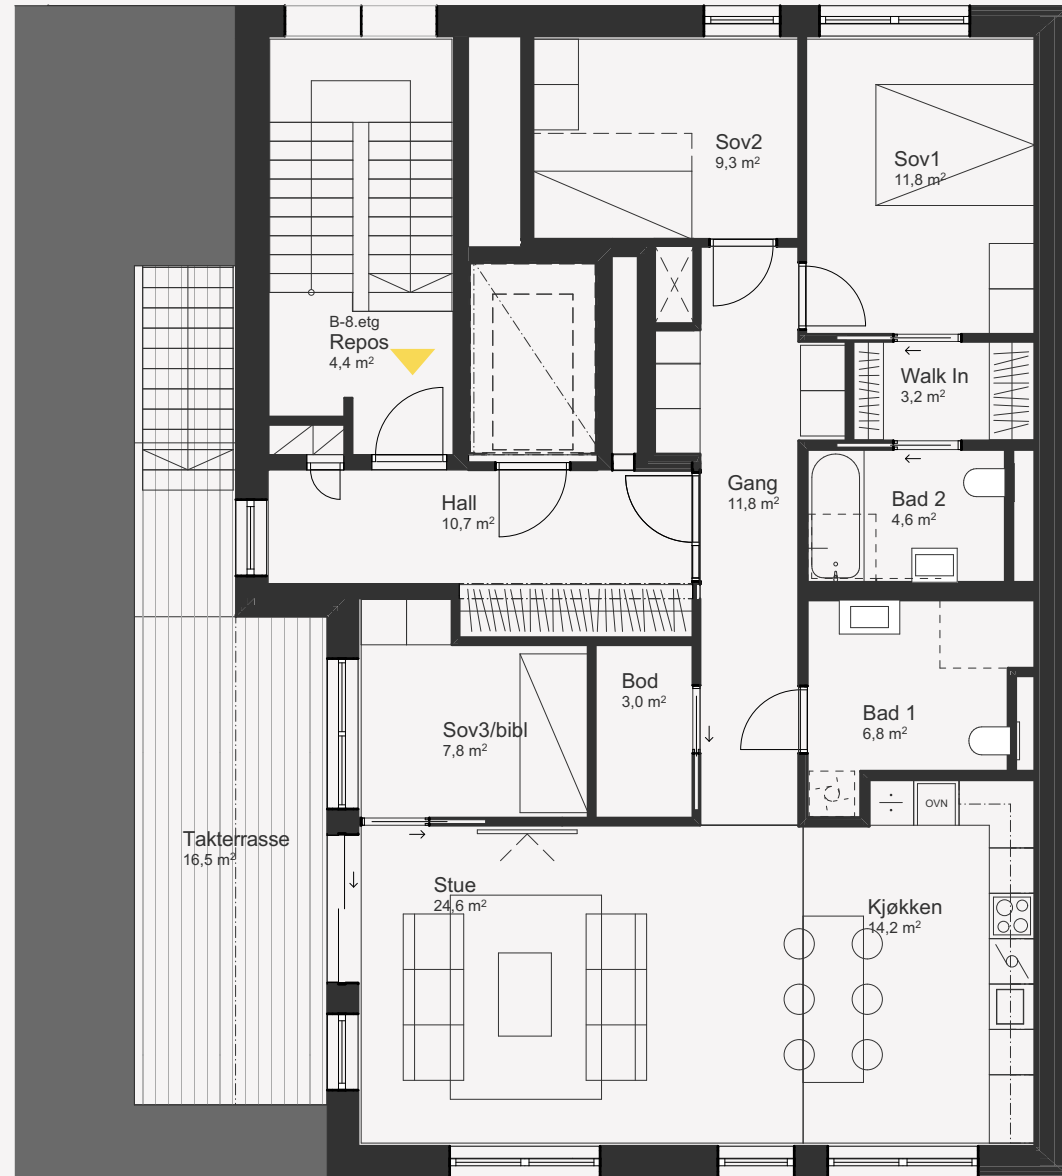 Sov2
9,3 m²
Sov1
11,8 m²
B-8.etg
Repos
4,4 m²
Walk In
3,2 m²
Gang
11,8 m²
Hall
10,7 m²
Bad 2
4,6 m²
Bod
3,0 m²
Bad 1
6,8 m²
Sov3/bibl
7,8 m²
OVN
Takterrasse
16,5 m²
Stue
24,6 m²
Kjøkken
14,2 m²